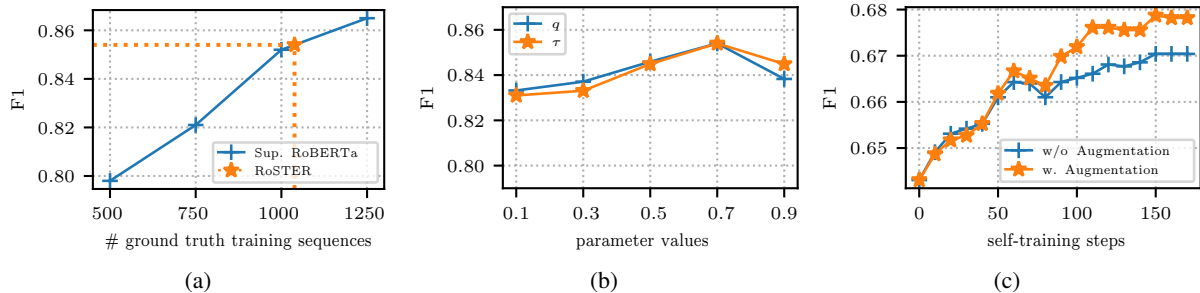 F1
0.86
0.84
0.82
0.80
Sup. RoBERTa
RoSTER
500
750
1000
1250
# ground truth training sequences
(a)
F1
0.86
0.84
0.82
0.80
q
τ
0.1
0.3
0.5
0.7
0.9
parameter values
(b)
F1
0.68
0.67
0.66
0.65
w/o Augmentation
w. Augmentation
0
50
100
150
self-training steps
(c)